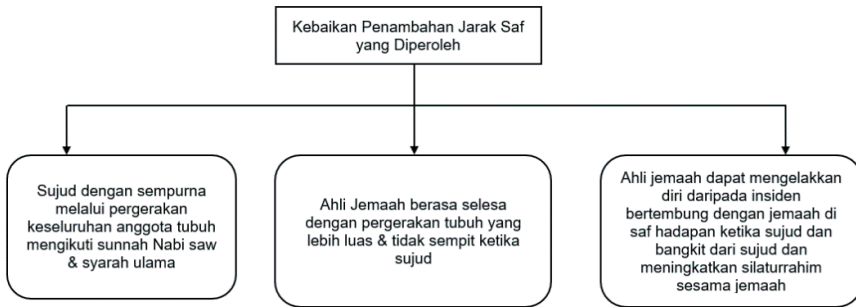 Kebaikan Penambahan Jarak Saf
yang Diperoleh
Sujud dengan sempurna
melalui pergerakan
keseluruhan anggota tubuh
mengikuti sunnah Nabi saw
& syarah ulama
Ahli Jemaah berasa selesa
dengan pergerakan tubuh yang
lebih luas & tidak sempit ketika
sujud
Ahli jemaah dapat mengelakkan
diri daripada insiden
bertembung dengan jemaah di
saf hadapan ketika sujud dan
bangkit dari sujud dan
meningkatkan silaturrahim
sesama jemaah